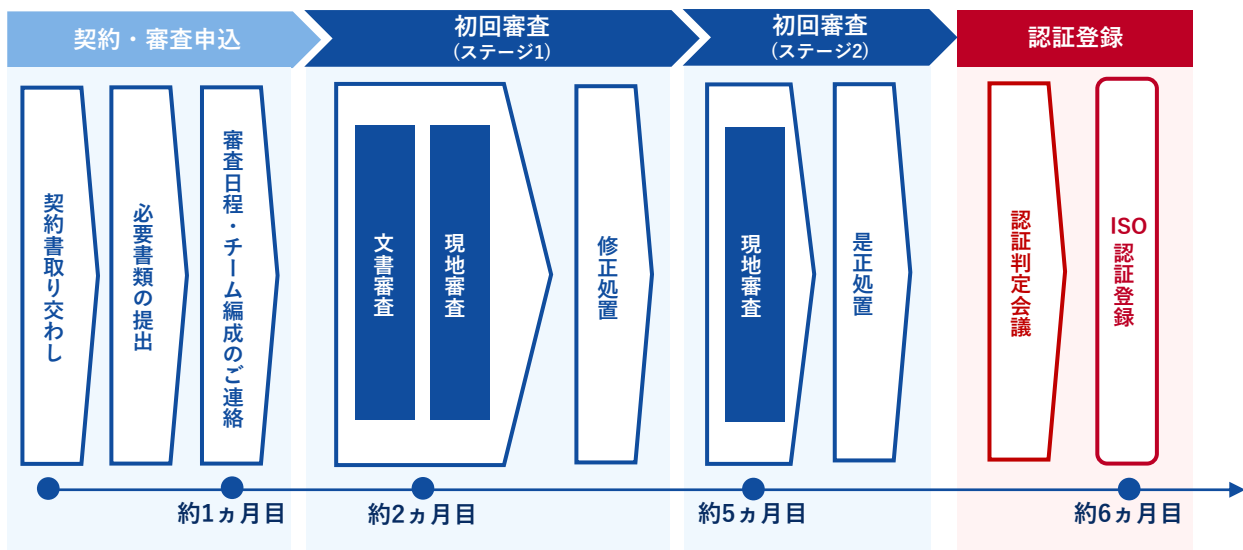 契約・審査申込
初回審査
(ステージ1)
初回審査
(ステージ2)
認証登録
契約書取り交わし
必要書類の提出
審査日程・チーム編成のご連絡
文書審査
現地審査
修正処置
現地審査
是正処置
認証判定会議
ISO
認証登録
約1ヵ月目
約2ヵ月目
約5ヵ月目
約6ヵ月目